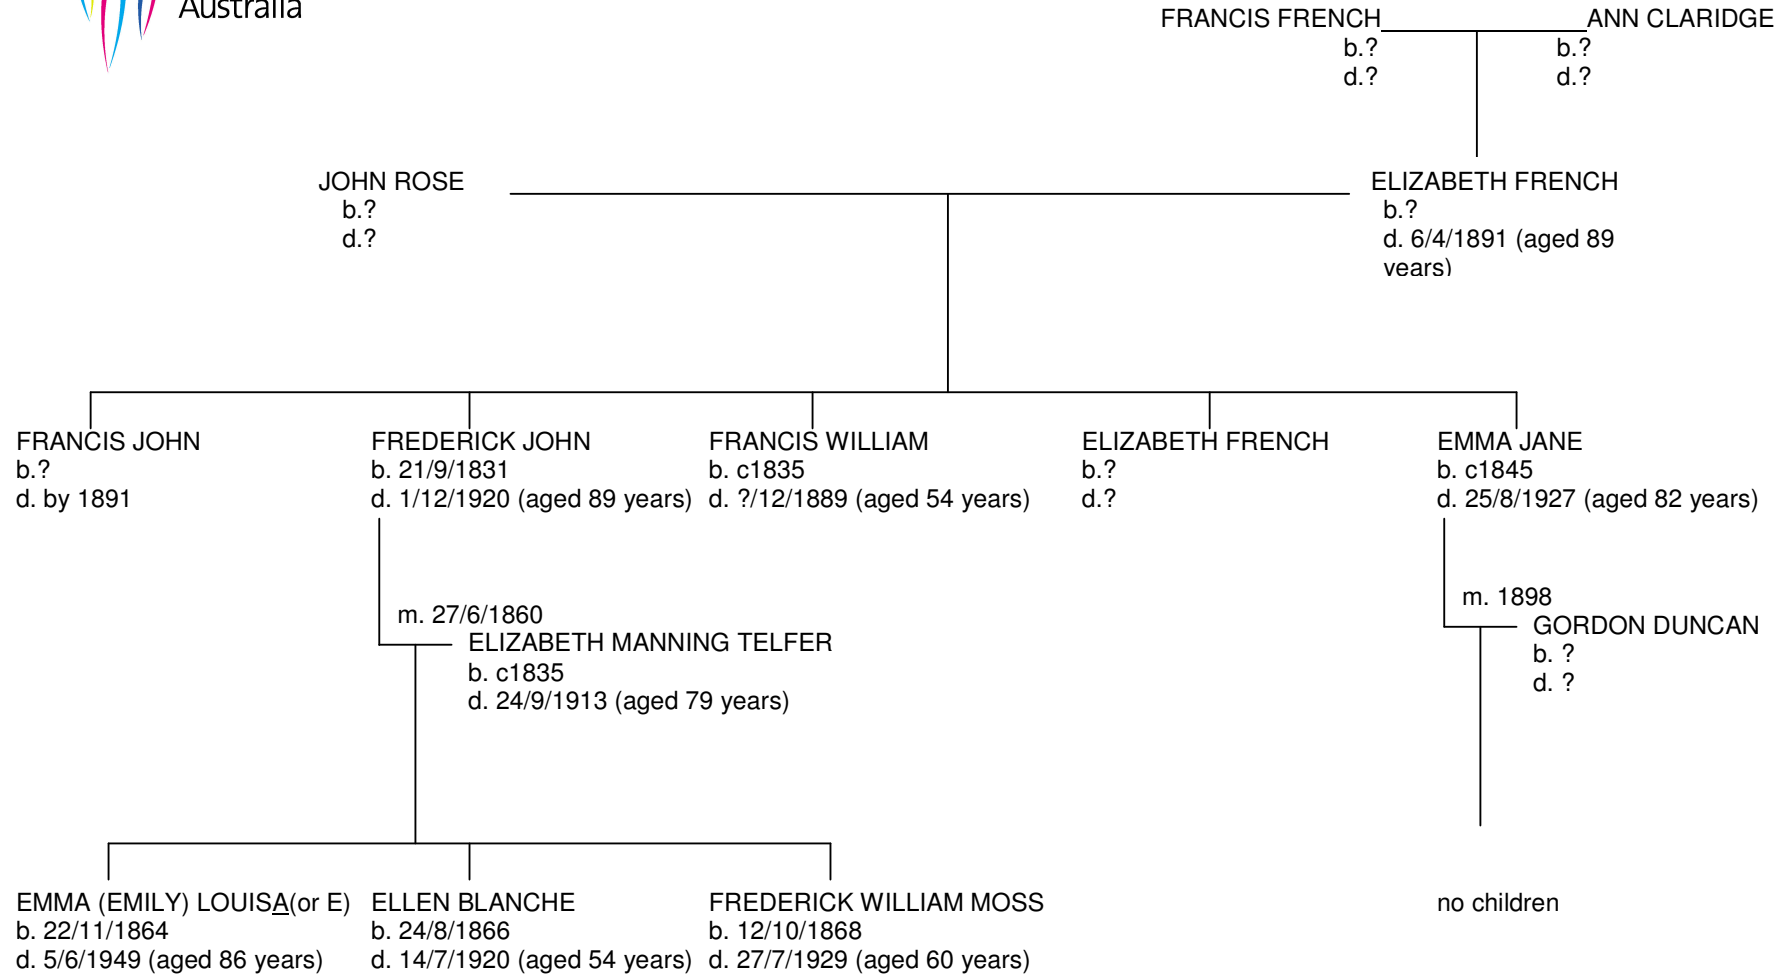 Australia
FRANCIS FRENCH
b.?
d.?
ANN CLARIDGE
b.?
d.?
JOHN ROSE
b.?
d.?
ELIZABETH FRENCH
b.?
d. 6/4/1891 (aged 89
years)
FRANCIS JOHN
b.?
d. by 1891
FREDERICK JOHN
b. 21/9/1831
d. 1/12/1920 (aged 89 years)
FRANCIS WILLIAM
b. c1835
d. ?/12/1889 (aged 54 years)
ELIZABETH FRENCH
b.?
d.?
EMMA JANE
b. c1845
d. 25/8/1927 (aged 82 years)
m. 27/6/1860
ELIZABETH MANNING TELFER
b. c1835
d. 24/9/1913 (aged 79 years)
m. 1898
GORDON DUNCAN
b. ?
d. ?
EMMA (EMILY) LOUISA(or E)
b. 22/11/1864
d. 5/6/1949 (aged 86 years)
ELLEN BLANCHE
b. 24/8/1866
d. 14/7/1920 (aged 54 years)
FREDERICK WILLIAM MOSS
b. 12/10/1868
d. 27/7/1929 (aged 60 years)
no children